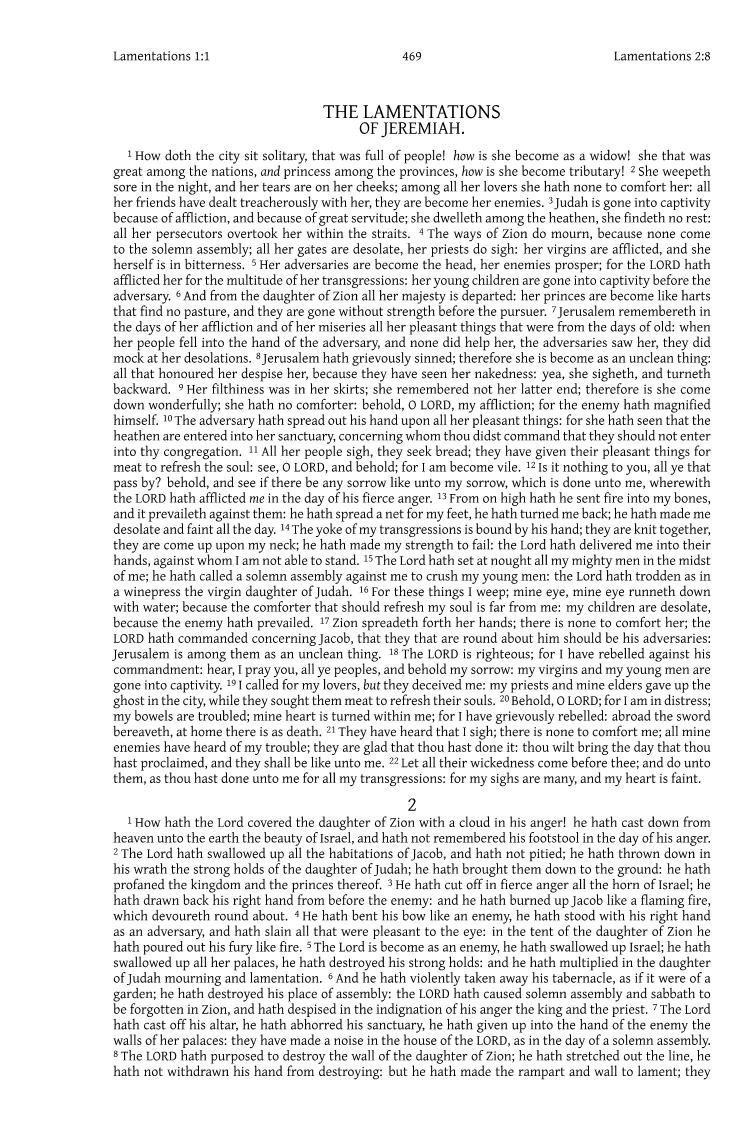 Lamentations 1:1 469 Lamentations 2:8
THE LAMENTATIONS
OF JEREMIAH.
1 How doth the city sit solitary, that was full of people! how is she become as a widow! she that was
great among the nations, and princess among the provinces, how is she become tributary! 2 She weepeth
sore in the night, and her tears are on her cheeks; among all her lovers she hath none to comfort her: all
her friends have dealt treacherously with her, they are become her enemies. 3 Judah is gone into captivity
because of affliction, and because of great servitude; she dwelleth among the heathen, she findeth no rest:
all her persecutors overtook her within the straits. 4 The ways of Zion do mourn, because none come
to the solemn assembly; all her gates are desolate, her priests do sigh: her virgins are afflicted, and she
herself is in bitterness. 5 Her adversaries are become the head, her enemies prosper; for the LORD hath
afflicted her for the multitude of her transgressions: her young children are gone into captivity before the
adversary. 6 And from the daughter of Zion all her majesty is departed: her princes are become like harts
that find no pasture, and they are gone without strength before the pursuer. 7 Jerusalem remembereth in
the days of her affliction and of her miseries all her pleasant things that were from the days of old: when
her people fell into the hand of the adversary, and none did help her, the adversaries saw her, they did
mock at her desolations. 8 Jerusalem hath grievously sinned; therefore she is become as an unclean thing:
all that honoured her despise her, because they have seen her nakedness: yea, she sigheth, and turneth
backward. 9 Her filthiness was in her skirts; she remembered not her latter end; therefore is she come
down wonderfully; she hath no comforter: behold, O LORD, my affliction; for the enemy hath magnified
himself. 10 The adversary hath spread out his hand upon all her pleasant things: for she hath seen that the
heathen are entered into her sanctuary, concerning whom thou didst command that they should not enter
into thy congregation. 11 All her people sigh, they seek bread; they have given their pleasant things for
meat to refresh the soul: see, O LORD, and behold; for I am become vile. 12 Is it nothing to you, all ye that
pass by? behold, and see if there be any sorrow like unto my sorrow, which is done unto me, wherewith
the LORD hath afflicted me in the day of his fierce anger. 13 From on high hath he sent fire into my bones,
and it prevaileth against them: he hath spread a net for my feet, he hath turned me back; he hath made me
desolate and faint all the day. 14 The yoke of my transgressions is bound by his hand; they are knit together,
they are come up upon my neck; he hath made my strength to fail: the Lord hath delivered me into their
hands, against whom I am not able to stand. 15 The Lord hath set at nought all my mighty men in the midst
of me; he hath called a solemn assembly against me to crush my young men: the Lord hath trodden as in
a winepress the virgin daughter of Judah. 16 For these things I weep; mine eye, mine eye runneth down
with water; because the comforter that should refresh my soul is far from me: my children are desolate,
because the enemy hath prevailed. 17 Zion spreadeth forth her hands; there is none to comfort her; the
LORD hath commanded concerning Jacob, that they that are round about him should be his adversaries:
Jerusalem is among them as an unclean thing. 18 The LORD is righteous; for I have rebelled against his
commandment: hear, I pray you, all ye peoples, and behold my sorrow: my virgins and my young men are
gone into captivity. 19 I called for my lovers, but they deceived me: my priests and mine elders gave up the
ghost in the city, while they sought them meat to refresh their souls. 20 Behold, O LORD; for I am in distress;
my bowels are troubled; mine heart is turned within me; for I have grievously rebelled: abroad the sword
bereaveth, at home there is as death. 21 They have heard that I sigh; there is none to comfort me; all mine
enemies have heard of my trouble; they are glad that thou hast done it: thou wilt bring the day that thou
hast proclaimed, and they shall be like unto me. 22 Let all their wickedness come before thee; and do unto
them, as thou hast done unto me for all my transgressions: for my sighs are many, and my heart is faint.
2
1 How hath the Lord covered the daughter of Zion with a cloud in his anger! he hath cast down from
heaven unto the earth the beauty of Israel, and hath not remembered his footstool in the day of his anger.
2 The Lord hath swallowed up all the habitations of Jacob, and hath not pitied; he hath thrown down in
his wrath the strong holds of the daughter of Judah; he hath brought them down to the ground: he hath
profaned the kingdom and the princes thereof. 3 He hath cut off in fierce anger all the horn of Israel; he
hath drawn back his right hand from before the enemy: and he hath burned up Jacob like a flaming fire,
which devoureth round about. 4 He hath bent his bow like an enemy, he hath stood with his right hand
as an adversary, and hath slain all that were pleasant to the eye: in the tent of the daughter of Zion he
hath poured out his fury like fire. 5 The Lord is become as an enemy, he hath swallowed up Israel; he hath
swallowed up all her palaces, he hath destroyed his strong holds: and he hath multiplied in the daughter
of Judah mourning and lamentation. 6 And he hath violently taken away his tabernacle, as if it were of a
garden; he hath destroyed his place of assembly: the LORD hath caused solemn assembly and sabbath to
be forgotten in Zion, and hath despised in the indignation of his anger the king and the priest. 7 The Lord
hath cast off his altar, he hath abhorred his sanctuary, he hath given up into the hand of the enemy the
walls of her palaces: they have made a noise in the house of the LORD, as in the day of a solemn assembly.
8 The LORD hath purposed to destroy the wall of the daughter of Zion; he hath stretched out the line, he
hath not withdrawn his hand from destroying: but he hath made the rampart and wall to lament; they